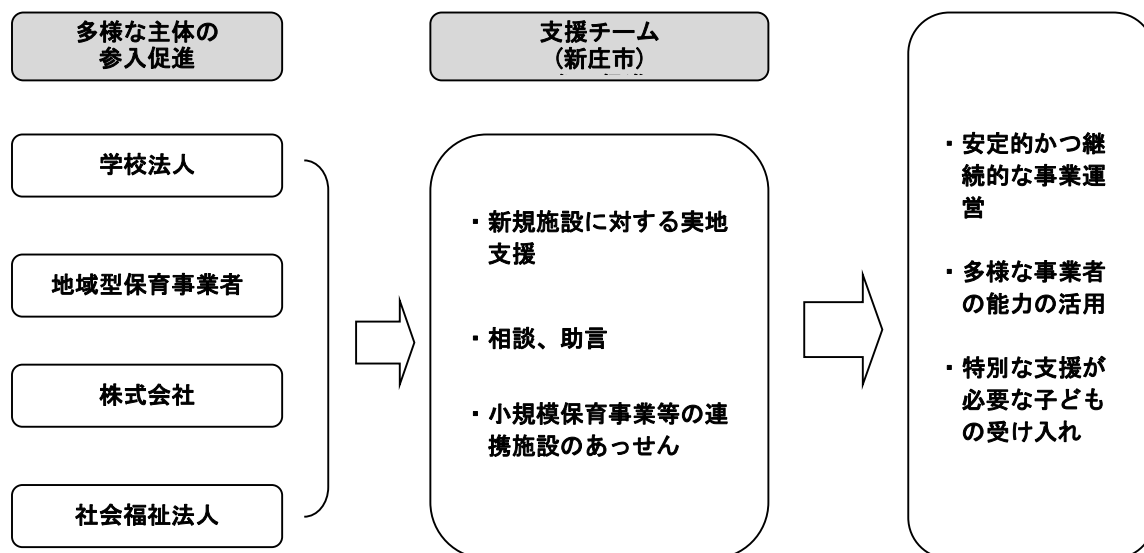 多様な主体の
参入促進
学校法人
地域型保育事業者
株式会社
社会福祉法人
支援チーム
(新庄市)
・新規施設に対する実地
支援
・相談、助言
・小規模保育事業等の連
携施設のあっせん
・安定的かつ継
続的な事業運
営
・多様な事業者
の能力の活用
・特別な支援が
必要な子ども
の受け入れ